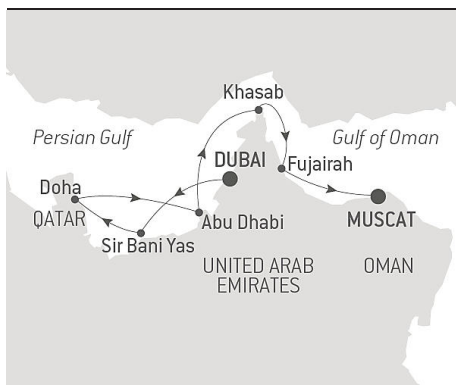 Khasab
Persian Gulf
Gulf of Oman
DUBAI
Fujairah
Doha
QATAR
Abu Dhabi
MUSCAT
Sir Bani Yas
UNITED ARAB
EMIRATES
OMAN